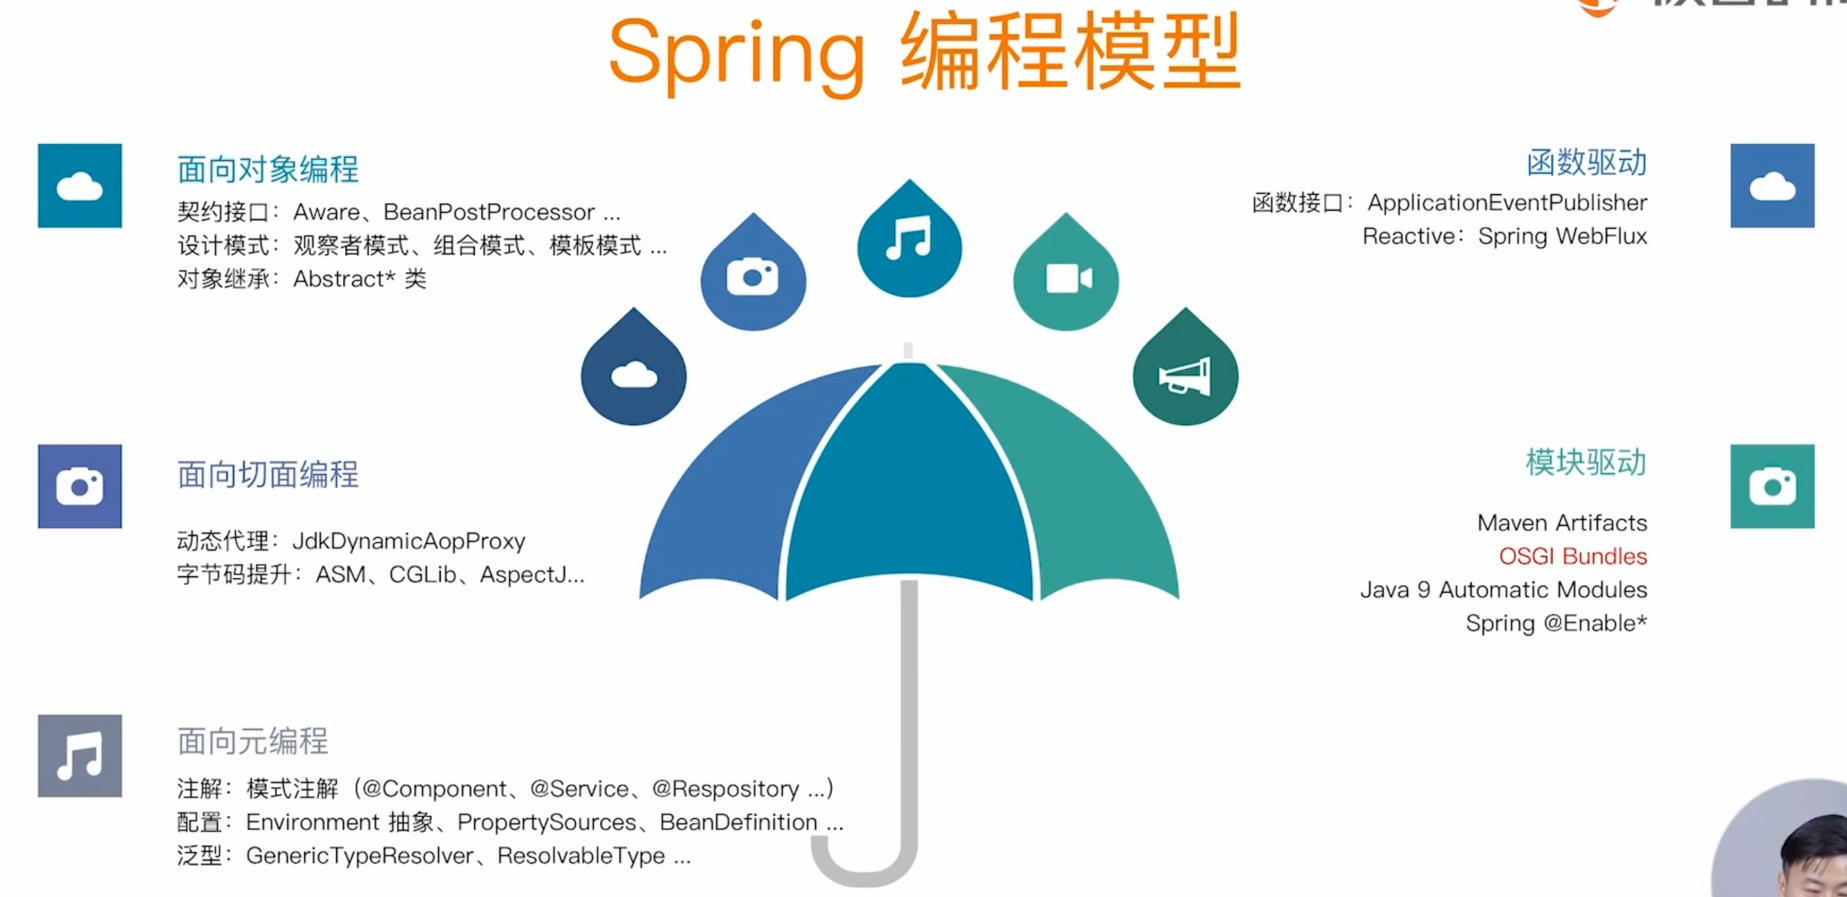 Spring 编程模型
面向对象编程
契约接口：Aware、BeanPostProcessor ...
设计模式：观察者模式、组合模式、模板模式 ...
对象继承：Abstract* 类
面向切面编程
动态代理：JdkDynamicAopProxy
字节码提升：ASM、CGLib、AspectJ...
面向元编程
注解：模式注解（@Component、@Service、@Respository ...）
配置：Environment 抽象、PropertySources、BeanDefinition ...
泛型：GenericTypeResolver、ResolvableType ...
函数驱动
函数接口：ApplicationEventPublisher
Reactive：Spring WebFlux
模块驱动
Maven Artifacts
OSGI Bundles
Java 9 Automatic Modules
Spring @Enable*